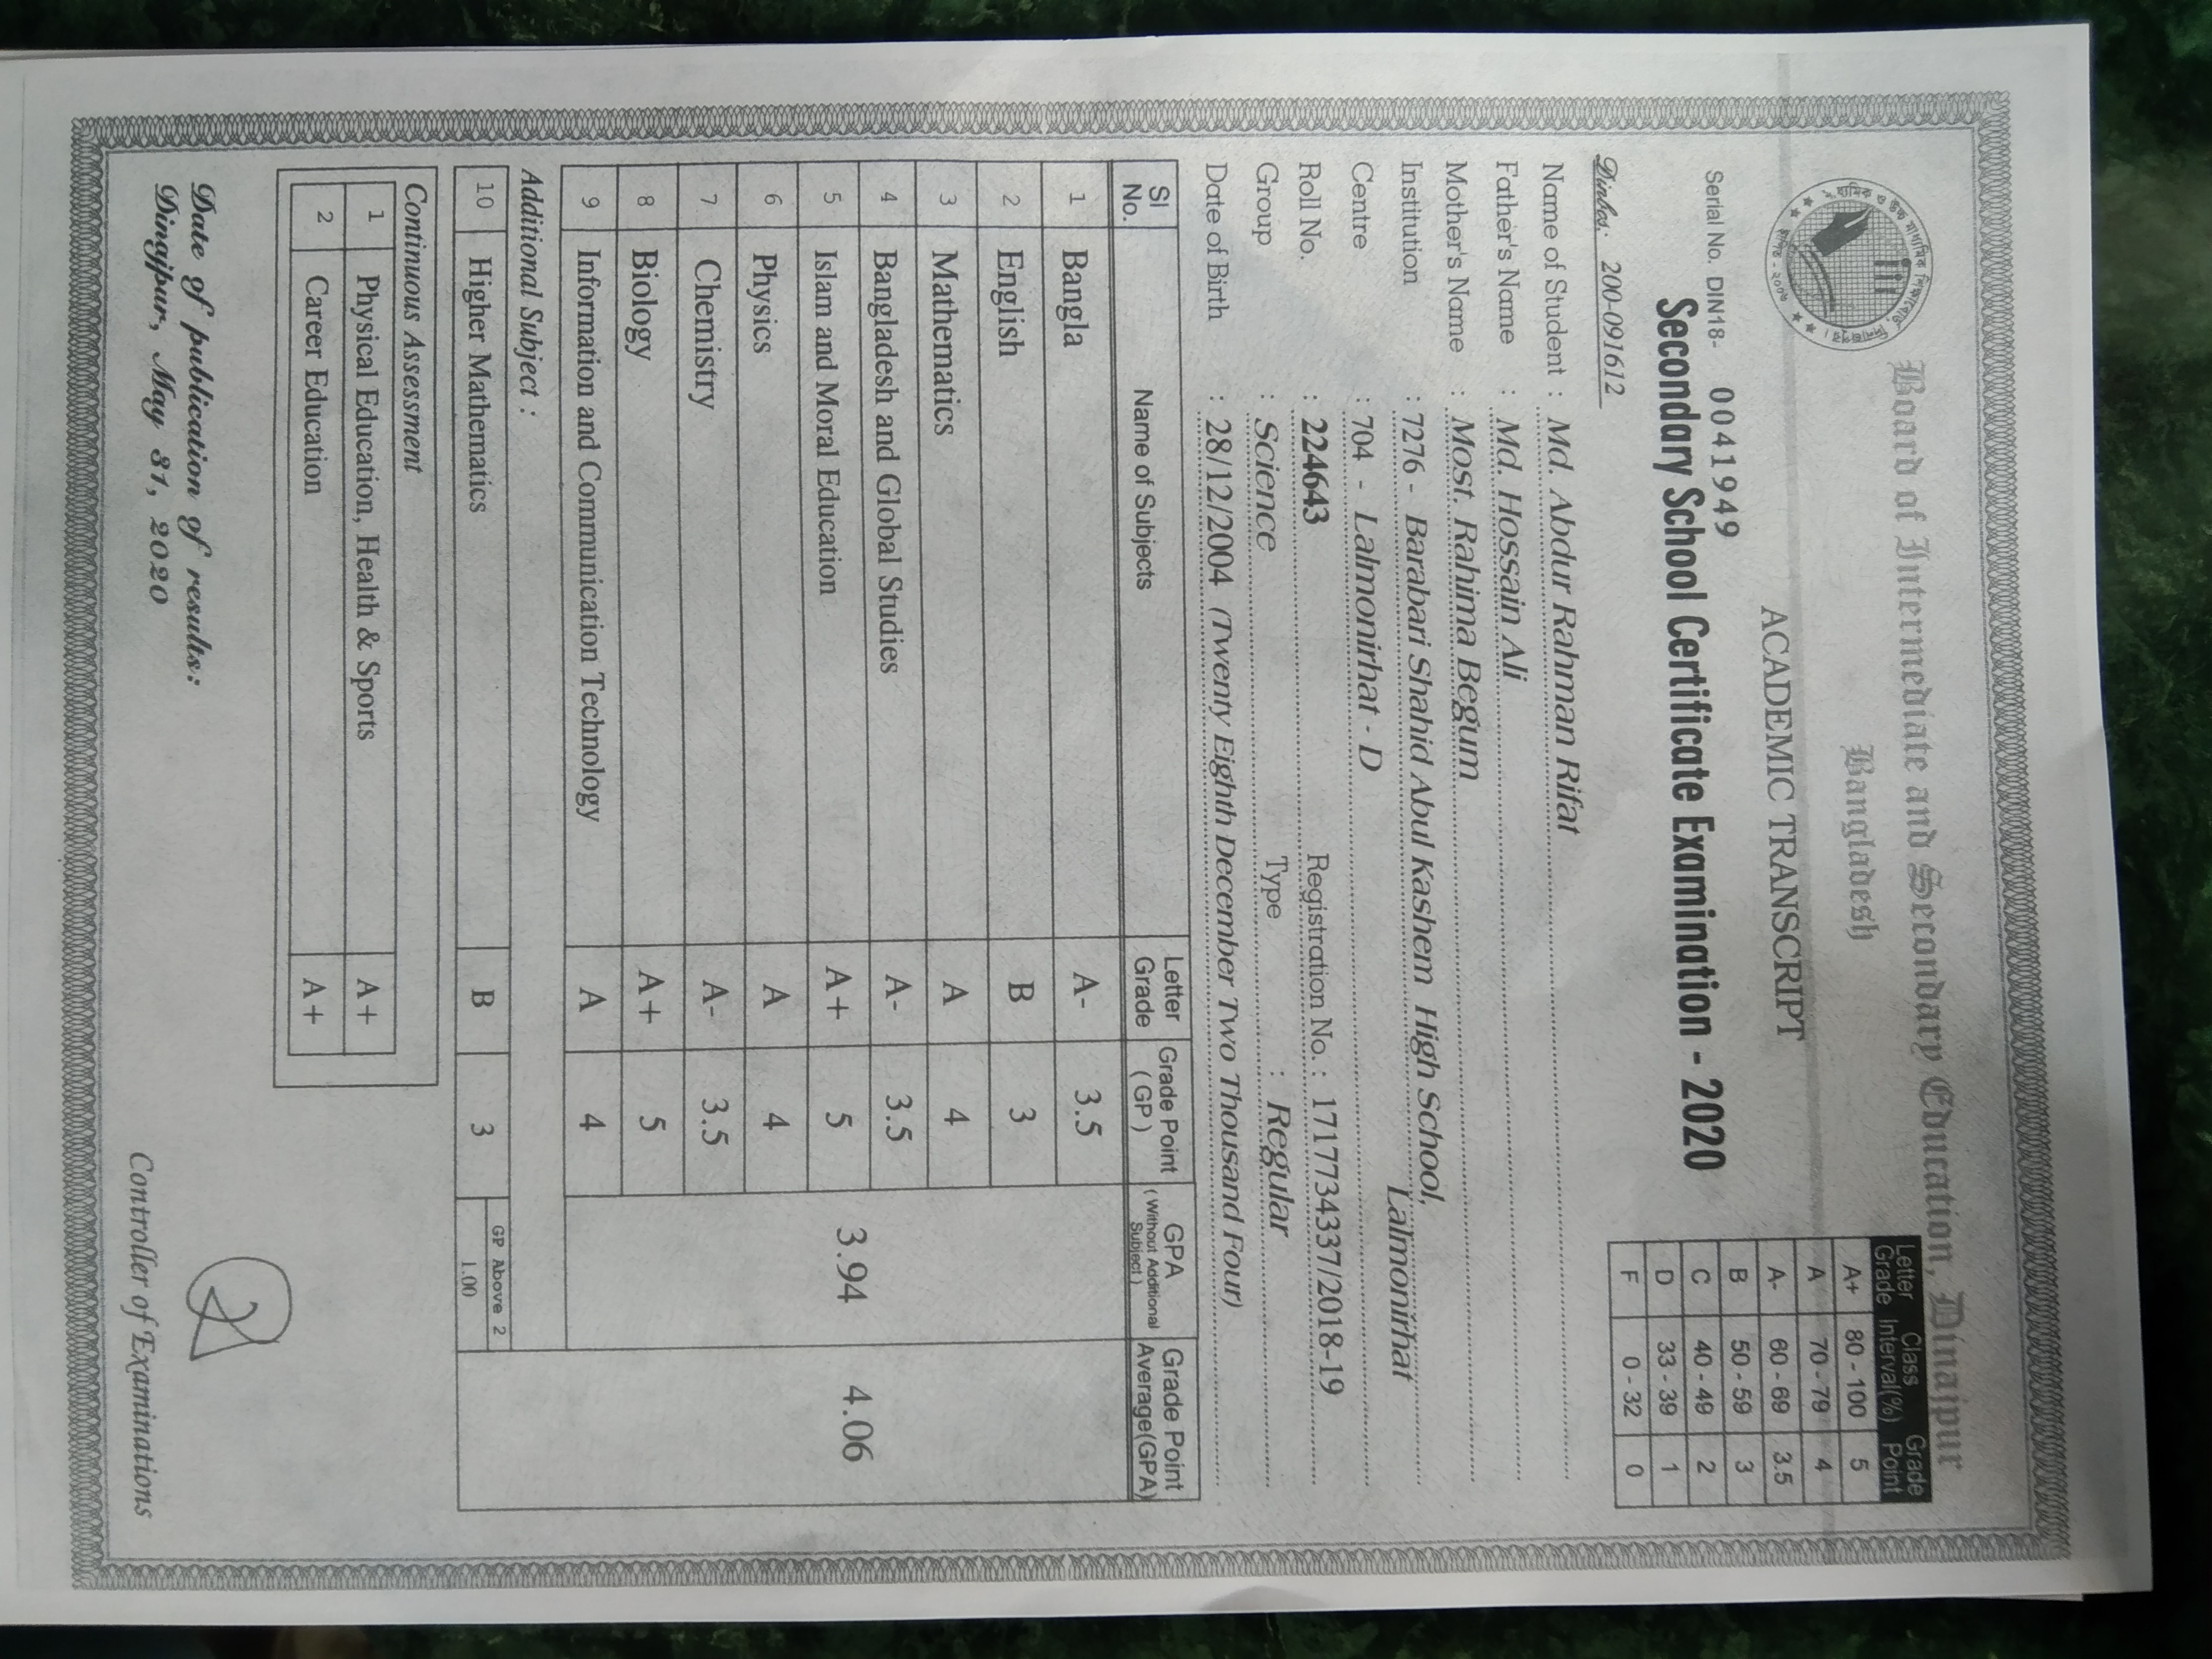 Board of Intermediate and Secondary Education, Dinajpur
Bangladesh
ACADEMIC TRANSCRIPT
Serial No. DIN18- 0041949
Secondary School Certificate Examination - 2020
Dinbos: 200-091612
Letter Grade Class Interval(%) Grade Point
A+ 80 - 100 5
A 70 - 79 4
A- 60 - 69 3.5
B 50 - 59 3
C 40 - 49 2
D 33 - 39 1
F 0 - 32 0
Name of Student : Md. Abdur Rahman Rifat
Father's Name : Md. Hossain Ali
Mother's Name : Most. Rahima Begum
Institution : 7276 - Barabari Shahid Abul Kashem High School,
Lalmonirhat
Centre : 704 - Lalmonirhat - D
Roll No. : 224643 Registration No. : 1717734337/2018-19
Group : Science Type : Regular
Date of Birth : 28/12/2004 (Twenty Eighth December Two Thousand Four)
Sl No. Name of Subjects Letter Grade Grade Point ( GP ) GPA ( Without Additional Subject ) Grade Point Average(GPA)
1 Bangla A- 3.5
2 English B 3
3 Mathematics A 4
4 Bangladesh and Global Studies A- 3.5
5 Islam and Moral Education A+ 5 3.94 4.06
6 Physics A 4
7 Chemistry A- 3.5
8 Biology A+ 5
9 Information and Communication Technology A 4
Additional Subject :
10 Higher Mathematics B 3 GP Above 2 1.00
Continuous Assessment
1 Physical Education, Health & Sports A+
2 Career Education A+
Date of publication of results:
Dinajpur, May 31, 2020
Controller of Examinations